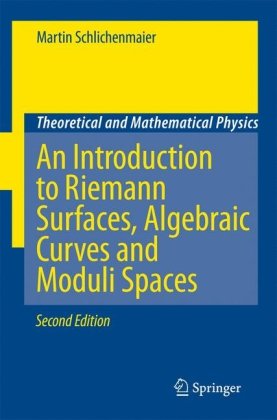 Martin Schlichenmaier
Theoretical and Mathematical Physics
An Introduction
to Riemann
Surfaces, Algebraic
Curves and
Moduli Spaces
Second Edition
Springer